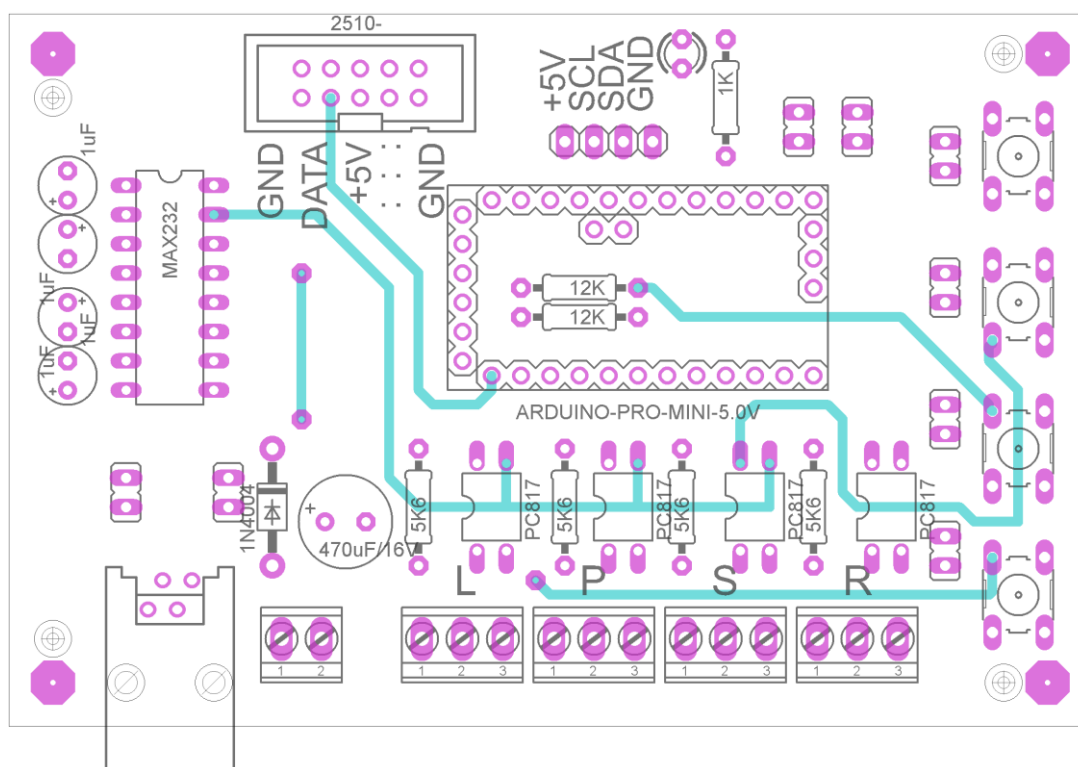 2510-
+5V
SCL
SDA
GND
1K
1uF
GND
DATA
+5V
GND
MAX232
1uF
1uF
1uF
12K
12K
ARDUINO-PRO-MINI-5.0V
1N4004
470uF/16V
5K6
PC817
5K6
PC817
5K6
PC817
5K6
PC817
L
P
S
R
1 2
1 2 3
1 2 3
1 2 3
1 2 3